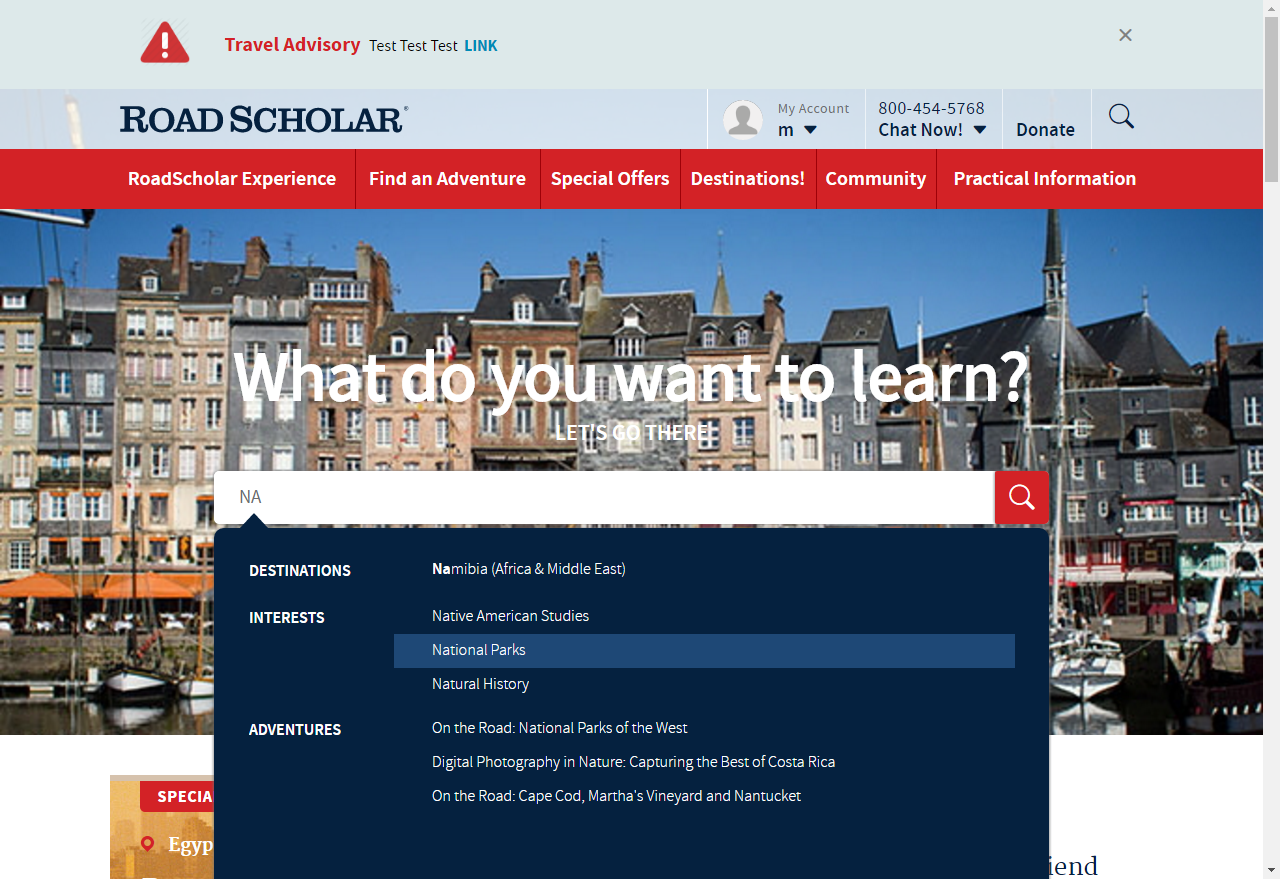 Travel Advisory Test Test Test LINK
ROAD SCHOLAR®
My Account
m
800-454-5768
Chat Now!
Donate
RoadScholar Experience
Find an Adventure
Special Offers
Destinations!
Community
Practical Information
What do you want to learn?
LET'S GO THERE
NA
DESTINATIONS
Namibia (Africa & Middle East)
INTERESTS
Native American Studies
National Parks
Natural History
ADVENTURES
On the Road: National Parks of the West
Digital Photography in Nature: Capturing the Best of Costa Rica
On the Road: Cape Cod, Martha's Vineyard and Nantucket
SPECIA
Egyp
iend